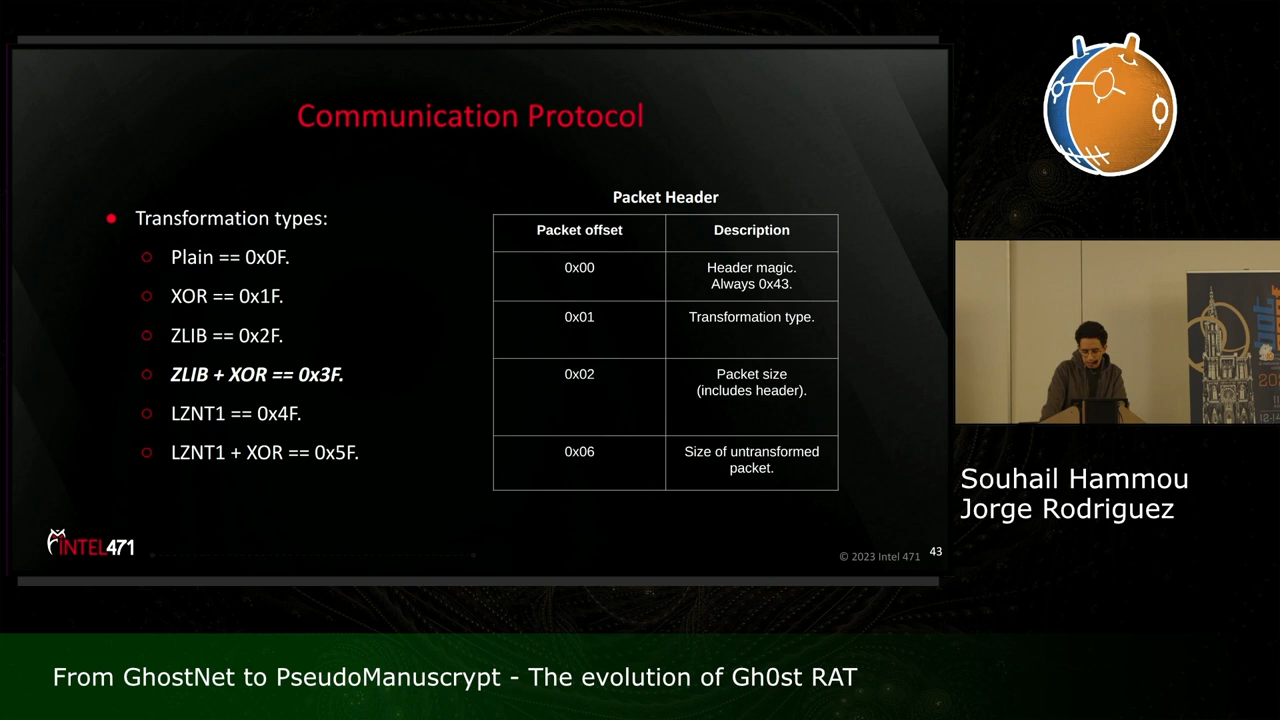 Communication Protocol
Transformation types:
Plain == 0x0F.
XOR == 0x1F.
ZLIB == 0x2F.
ZLIB + XOR == 0x3F.
LZNT1 == 0x4F.
LZNT1 + XOR == 0x5F.
Packet Header
Packet offset Description
0x00 Header magic.
Always 0x43.
0x01 Transformation type.
0x02 Packet size
(includes header).
0x06 Size of untransformed
packet.
INTEL471
© 2023 Intel 471 43
Souhail Hammou
Jorge Rodriguez
From GhostNet to PseudoManuscrypt - The evolution of Gh0st RAT